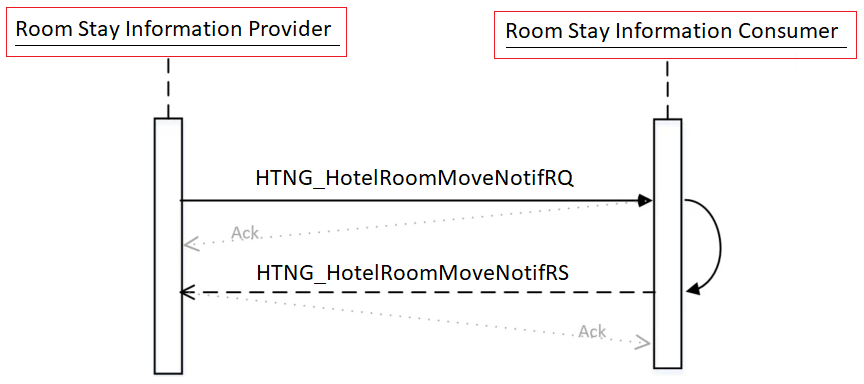 Room Stay Information Provider
Room Stay Information Consumer
HTNG_HotelRoomMoveNotifRQ
Ack
HTNG_HotelRoomMoveNotifRS
Ack